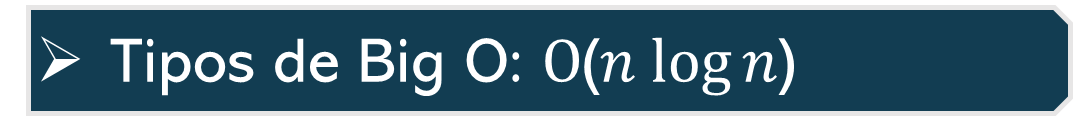 ➢ Tipos de Big O: O(n log n)